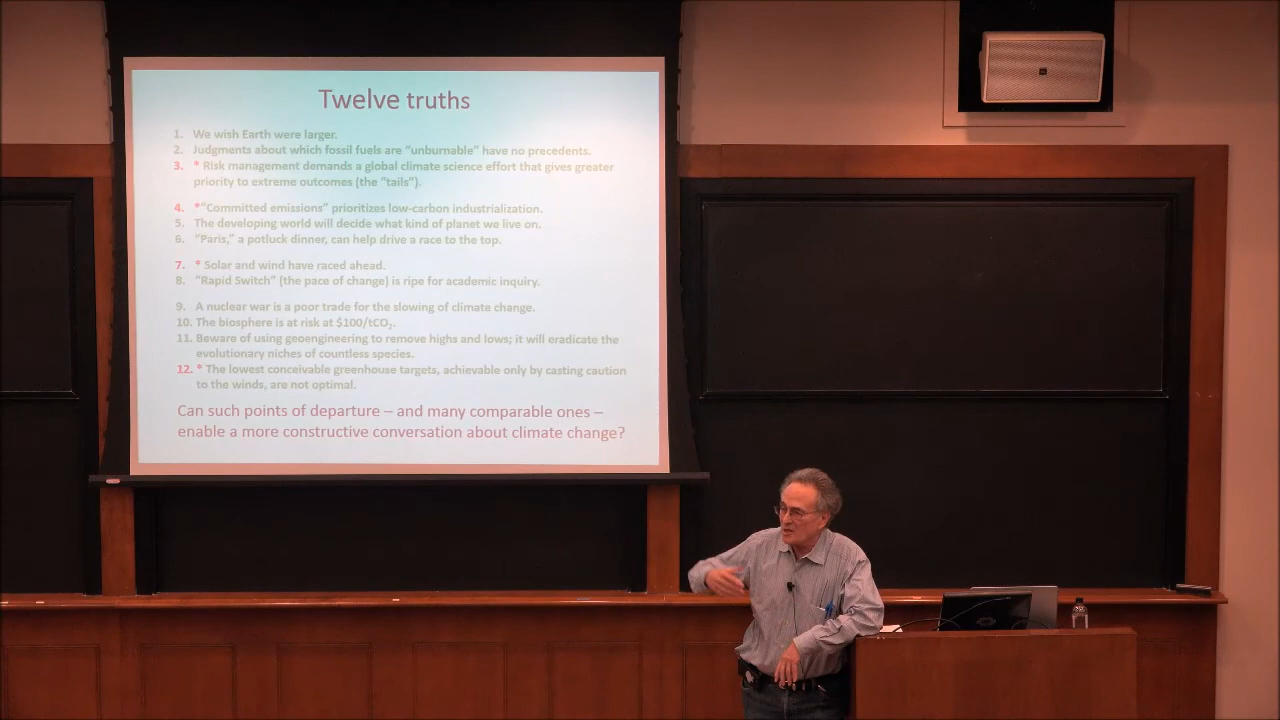 Twelve truths
1. We wish Earth were larger.
2. Judgments about which fossil fuels are “unburnable” have no precedents.
3. * Risk management demands a global climate science effort that gives greater
priority to extreme outcomes (the “tails”).
4. *“Committed emissions” prioritizes low-carbon industrialization.
5. The developing world will decide what kind of planet we live on.
6. “Paris,” a potluck dinner, can help drive a race to the top.
7. * Solar and wind have raced ahead.
8. “Rapid Switch” (the pace of change) is ripe for academic inquiry.
9. A nuclear war is a poor trade for the slowing of climate change.
10. The biosphere is at risk at $100/tCO₂.
11. Beware of using geoengineering to remove highs and lows; it will eradicate the
evolutionary niches of countless species.
12. * The lowest conceivable greenhouse targets, achievable only by casting caution
to the winds, are not optimal.
Can such points of departure – and many comparable ones –
enable a more constructive conversation about climate change?